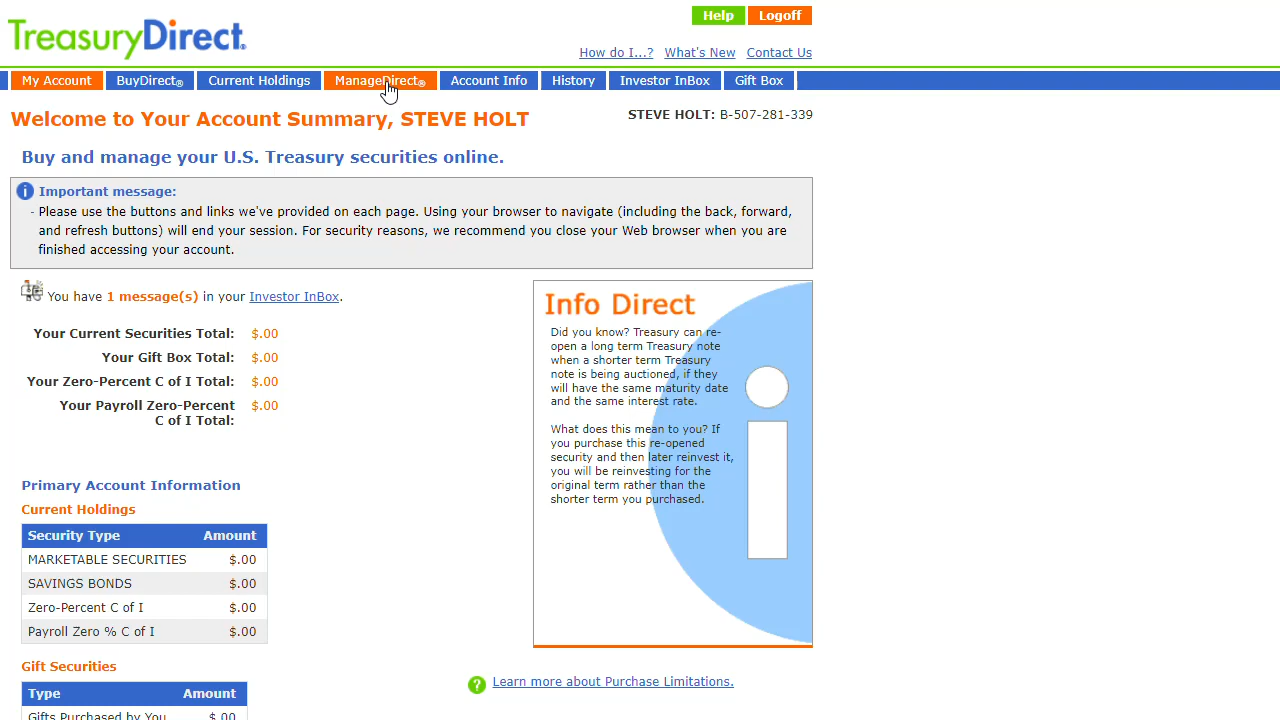 Help Logoff
TreasuryDirect®
How do I...? What's New Contact Us
My Account BuyDirect® Current Holdings ManageDirect® Account Info History Investor InBox Gift Box
Welcome to Your Account Summary, STEVE HOLT
STEVE HOLT: B-507-281-339
Buy and manage your U.S. Treasury securities online.
Important message:
- Please use the buttons and links we've provided on each page. Using your browser to navigate (including the back, forward,
and refresh buttons) will end your session. For security reasons, we recommend you close your Web browser when you are
finished accessing your account.
You have 1 message(s) in your Investor InBox.
Your Current Securities Total: $.00
Your Gift Box Total: $.00
Your Zero-Percent C of I Total: $.00
Your Payroll Zero-Percent $.00
C of I Total:
Info Direct
Did you know? Treasury can re-
open a long term Treasury note
when a shorter term Treasury
note is being auctioned, if they
will have the same maturity date
and the same interest rate.
What does this mean to you? If
you purchase this re-opened
security and then later reinvest it,
you will be reinvesting for the
original term rather than the
shorter term you purchased.
Primary Account Information
Current Holdings
Security Type Amount
MARKETABLE SECURITIES $.00
SAVINGS BONDS $.00
Zero-Percent C of I $.00
Payroll Zero % C of I $.00
Gift Securities
Type Amount
Gifts Purchased by You $.00
? Learn more about Purchase Limitations.